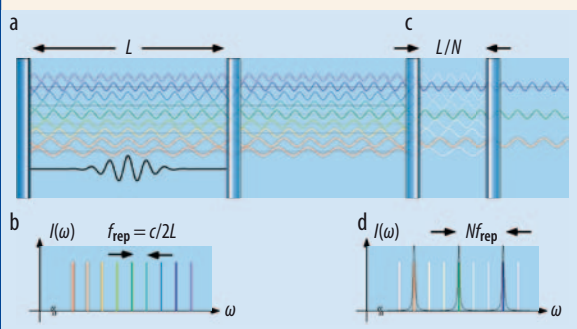 a
L
c
L/N
b
I(ω)
f_rep = c/2L
ω
d
I(ω)
Nf_rep
ω